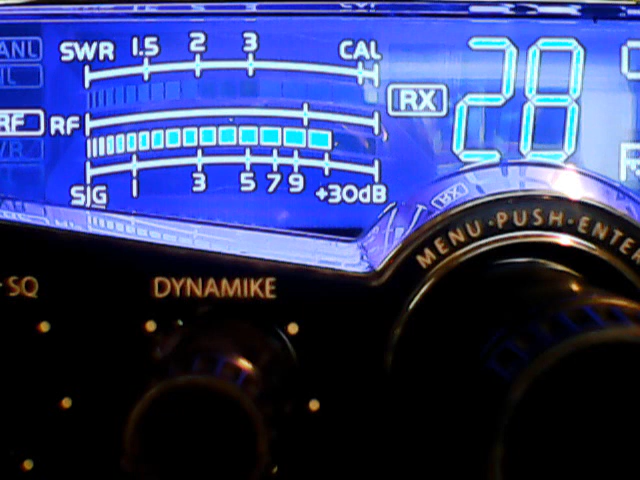 ANL
SWR 1.5 2 3 CAL
28
RX
RF RF
SIG 1 3 5 7 9 +30dB
MENU·PUSH·ENTER
SQ DYNAMIKE